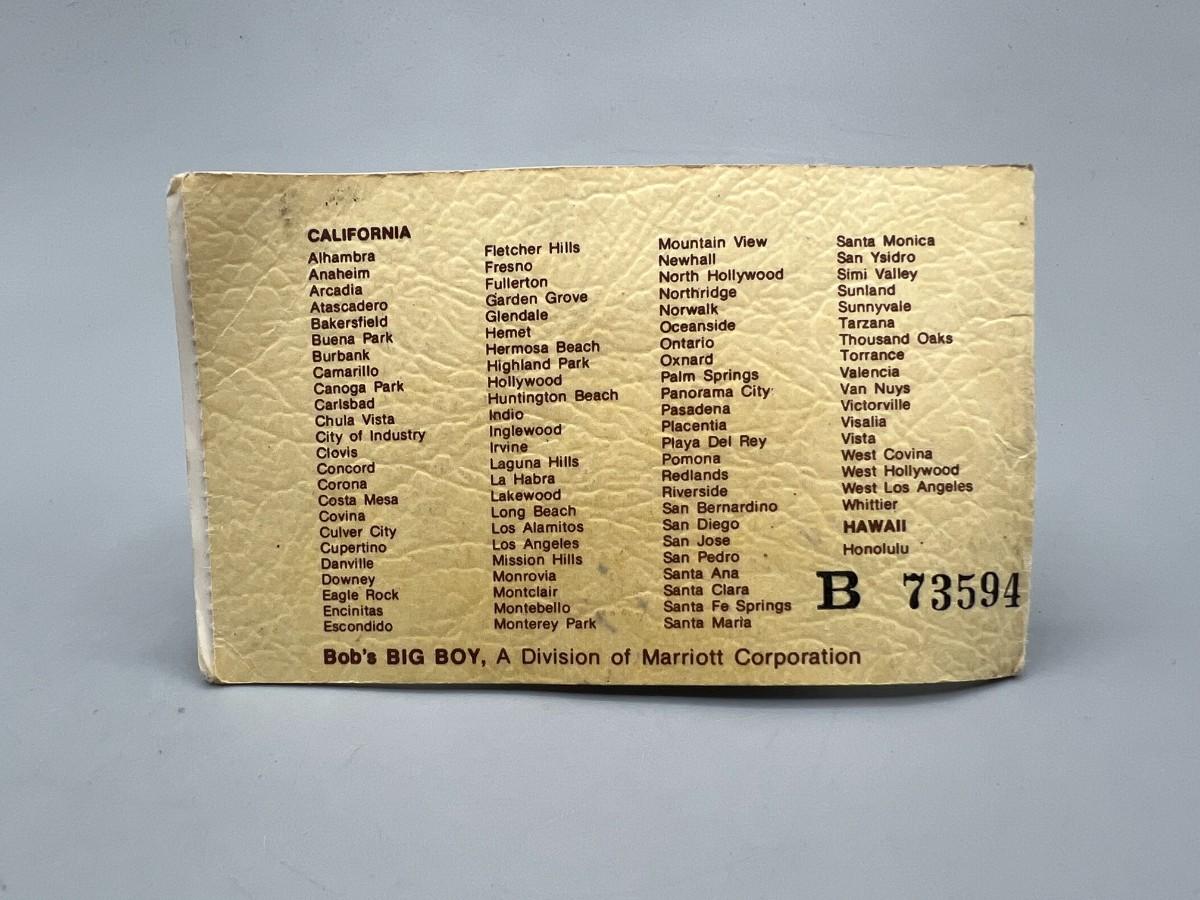 CALIFORNIA
Alhambra
Anaheim
Arcadia
Atascadero
Bakersfield
Buena Park
Burbank
Camarillo
Canoga Park
Carlsbad
Chula Vista
City of Industry
Clovis
Concord
Corona
Costa Mesa
Covina
Culver City
Cupertino
Danville
Downey
Eagle Rock
Encinitas
Escondido
Fletcher Hills
Fresno
Fullerton
Garden Grove
Glendale
Hemet
Hermosa Beach
Highland Park
Hollywood
Huntington Beach
Indio
Inglewood
Irvine
Laguna Hills
La Habra
Lakewood
Long Beach
Los Alamitos
Los Angeles
Mission Hills
Monrovia
Montclair
Montebello
Monterey Park
Mountain View
Newhall
North Hollywood
Northridge
Norwalk
Oceanside
Ontario
Oxnard
Palm Springs
Panorama City
Pasadena
Placentia
Playa Del Rey
Pomona
Redlands
Riverside
San Bernardino
San Diego
San Jose
San Pedro
Santa Ana
Santa Clara
Santa Fe Springs
Santa Maria
Santa Monica
San Ysidro
Simi Valley
Sunland
Sunnyvale
Tarzana
Thousand Oaks
Torrance
Valencia
Van Nuys
Victorville
Visalia
Vista
West Covina
West Hollywood
West Los Angeles
Whittier
HAWAII
Honolulu
B 73594
Bob's BIG BOY, A Division of Marriott Corporation